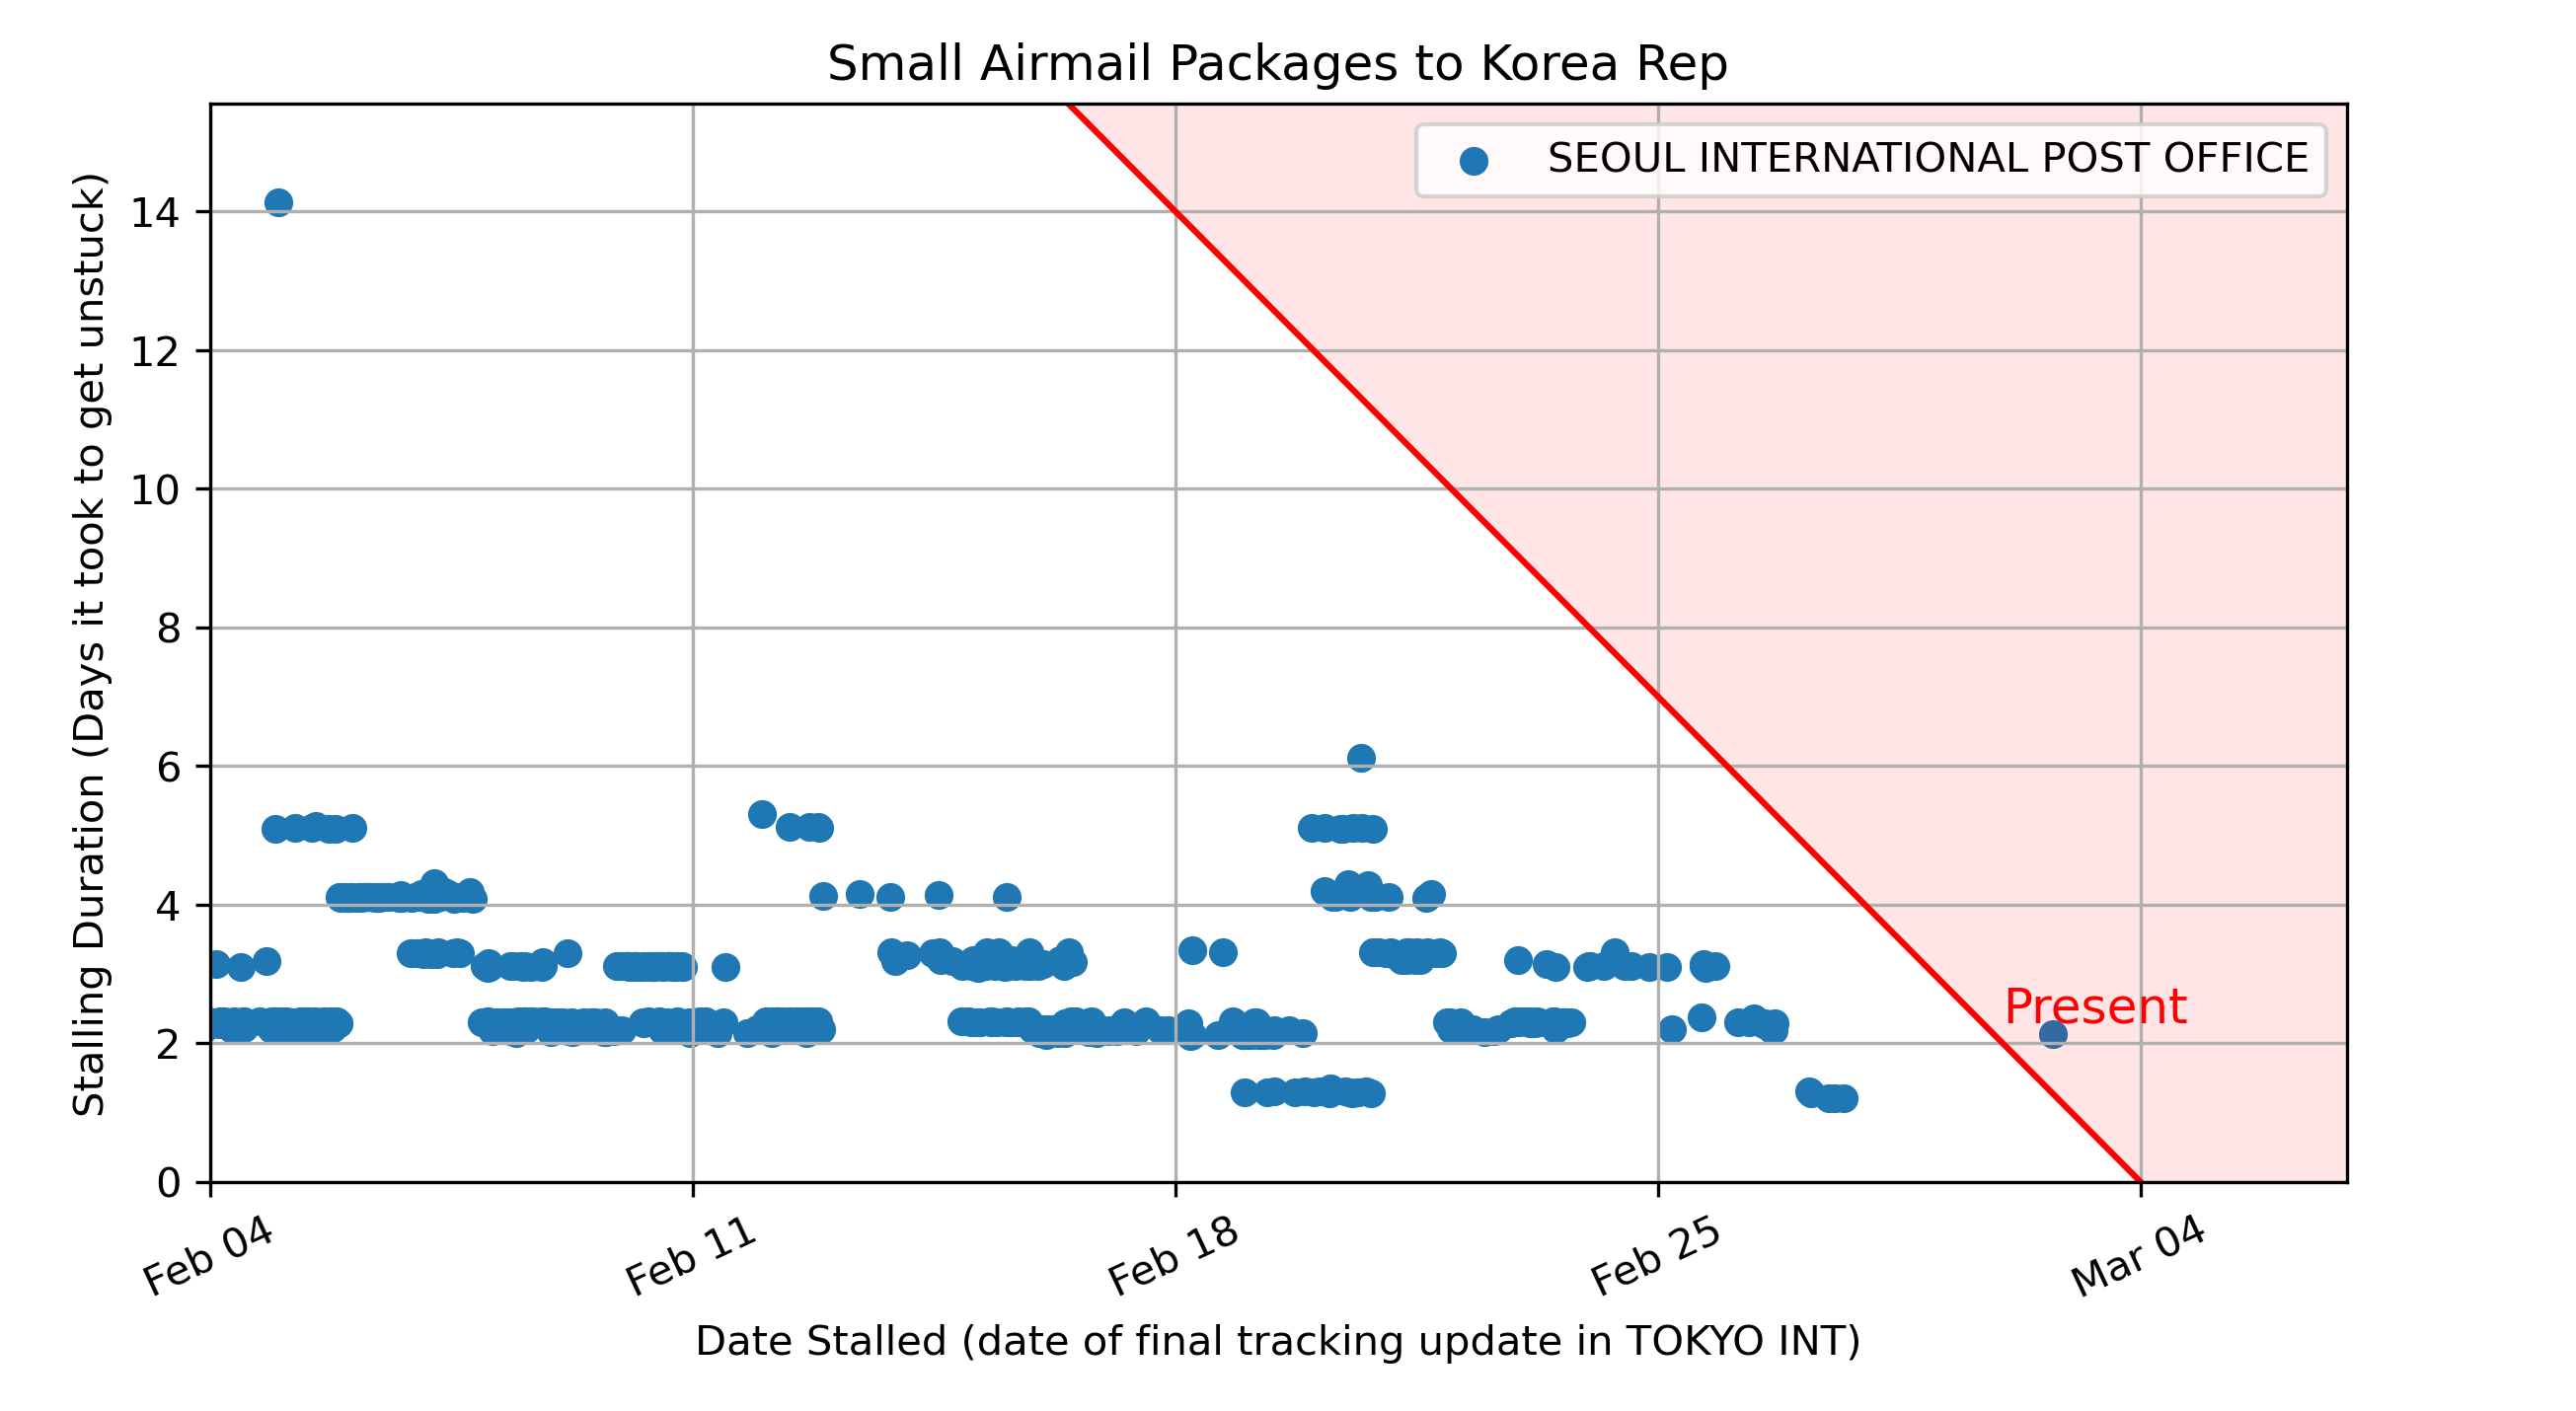 Small Airmail Packages to Korea Rep
SEOUL INTERNATIONAL POST OFFICE
Stalling Duration (Days it took to get unstuck)
14
12
10
8
6
4
2
0
Present
Feb 04
Feb 11
Feb 18
Feb 25
Mar 04
Date Stalled (date of final tracking update in TOKYO INT)